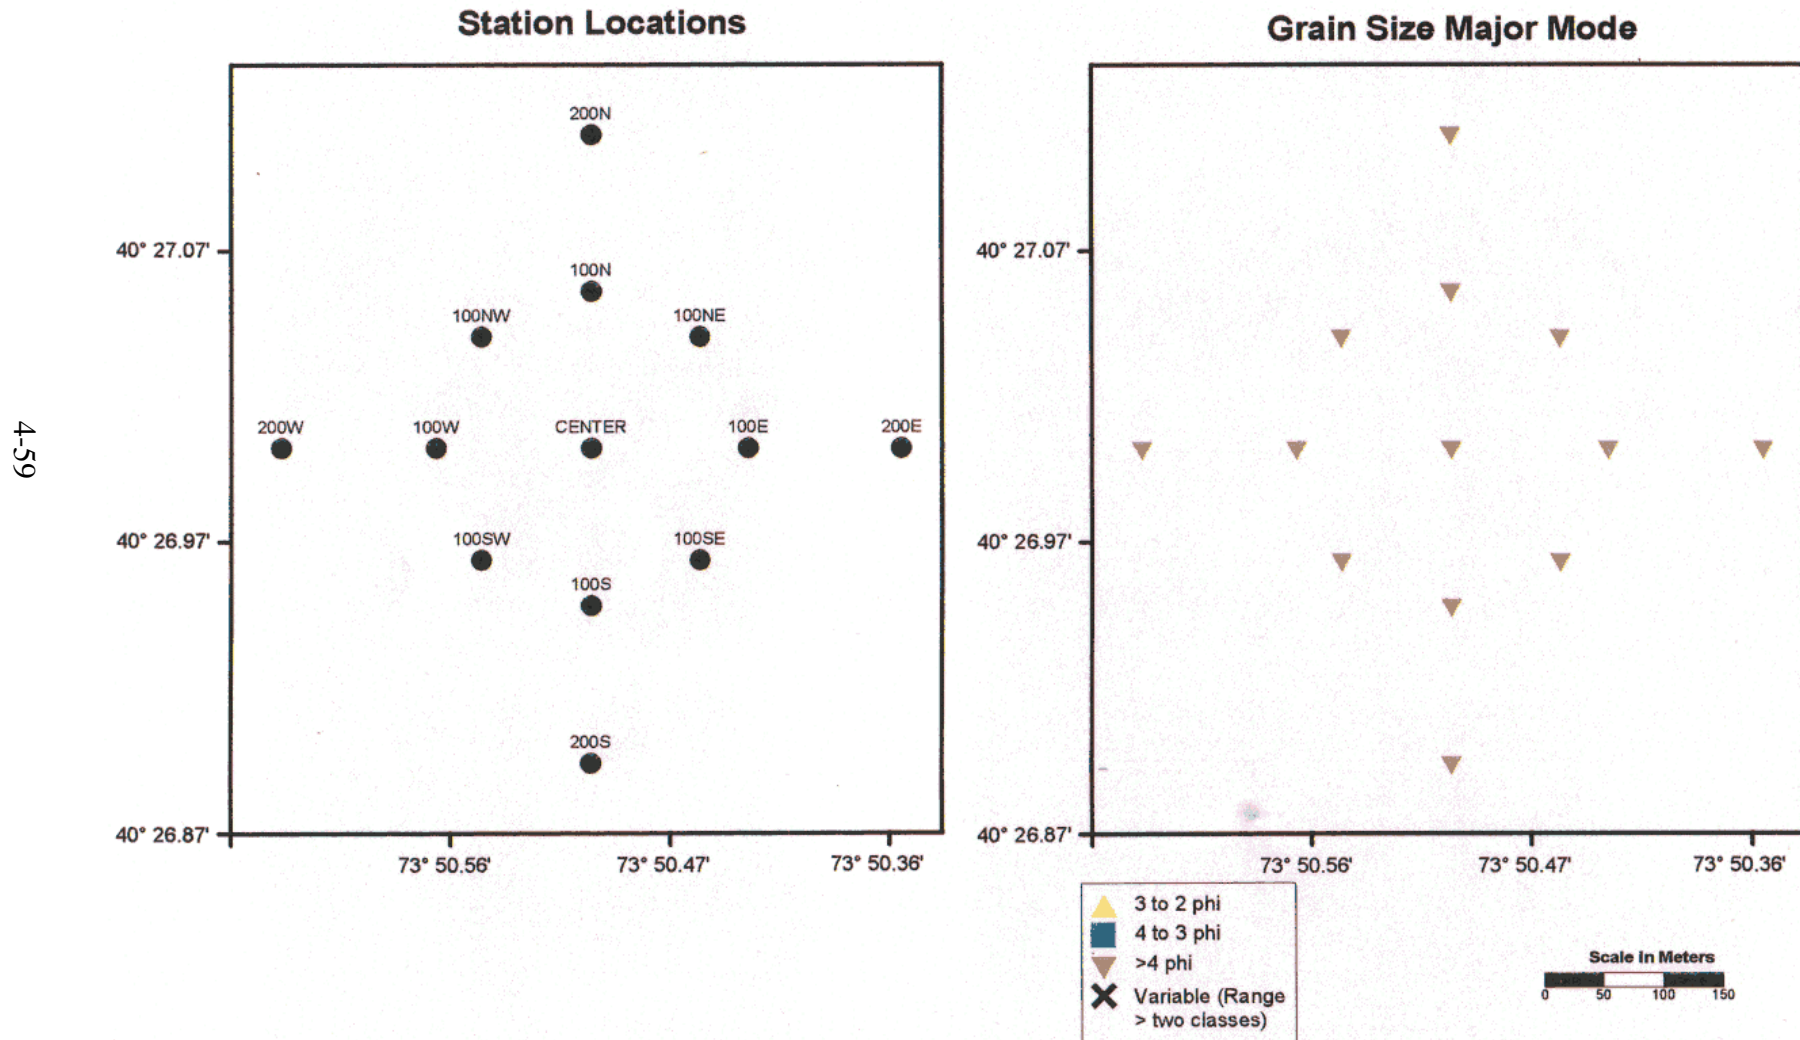 Station Locations
200N
40° 27.07'
100N
100NW
100NE
200W
100W
CENTER
100E
200E
40° 26.97'
100SW
100SE
100S
200S
40° 26.87'
73° 50.56'
73° 50.47'
73° 50.36'
Grain Size Major Mode
40° 27.07'
40° 26.97'
40° 26.87'
73° 50.56'
73° 50.47'
73° 50.36'
3 to 2 phi
4 to 3 phi
>4 phi
Variable (Range
> two classes)
Scale in Meters
0 50 100 150
4-59